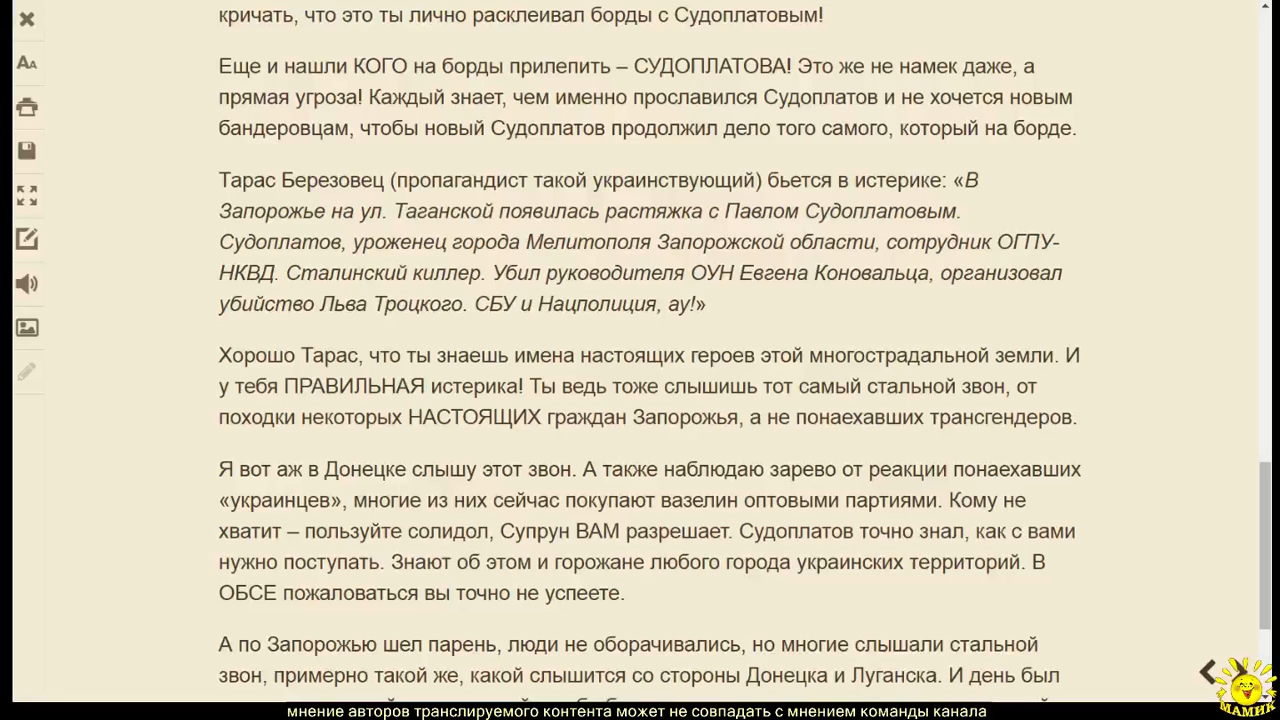 кричать, что это ты лично расклеивал борды с Судоплатовым!
Еще и нашли КОГО на борды прилепить – СУДОПЛАТОВА! Это же не намек даже, а
прямая угроза! Каждый знает, чем именно прославился Судоплатов и не хочется новым
бандеровцам, чтобы новый Судоплатов продолжил дело того самого, который на борде.
Тарас Березовец (пропагандист такой украинствующий) бьется в истерике: «В
Запорожье на ул. Таганской появилась растяжка с Павлом Судоплатовым.
Судоплатов, уроженец города Мелитополя Запорожской области, сотрудник ОГПУ-
НКВД. Сталинский киллер. Убил руководителя ОУН Евгена Коновальца, организовал
убийство Льва Троцкого. СБУ и Нацполиция, ау!»
Хорошо Тарас, что ты знаешь имена настоящих героев этой многострадальной земли. И
у тебя ПРАВИЛЬНАЯ истерика! Ты ведь тоже слышишь тот самый стальной звон, от
походки некоторых НАСТОЯЩИХ граждан Запорожья, а не понаехавших трансгендеров.
Я вот аж в Донецке слышу этот звон. А также наблюдаю зарево от реакции понаехавших
«украинцев», многие из них сейчас покупают вазелин оптовыми партиями. Кому не
хватит – пользуйте солидол, Супрун ВАМ разрешает. Судоплатов точно знал, как с вами
нужно поступать. Знают об этом и горожане любого города украинских территорий. В
ОБСЕ пожаловаться вы точно не успеете.
А по Запорожью шел парень, люди не оборачивались, но многие слышали стальной
звон, примерно такой же, какой слышится со стороны Донецка и Луганска. И день был
МАМИК
мнение авторов транслируемого контента может не совпадать с мнением команды канала